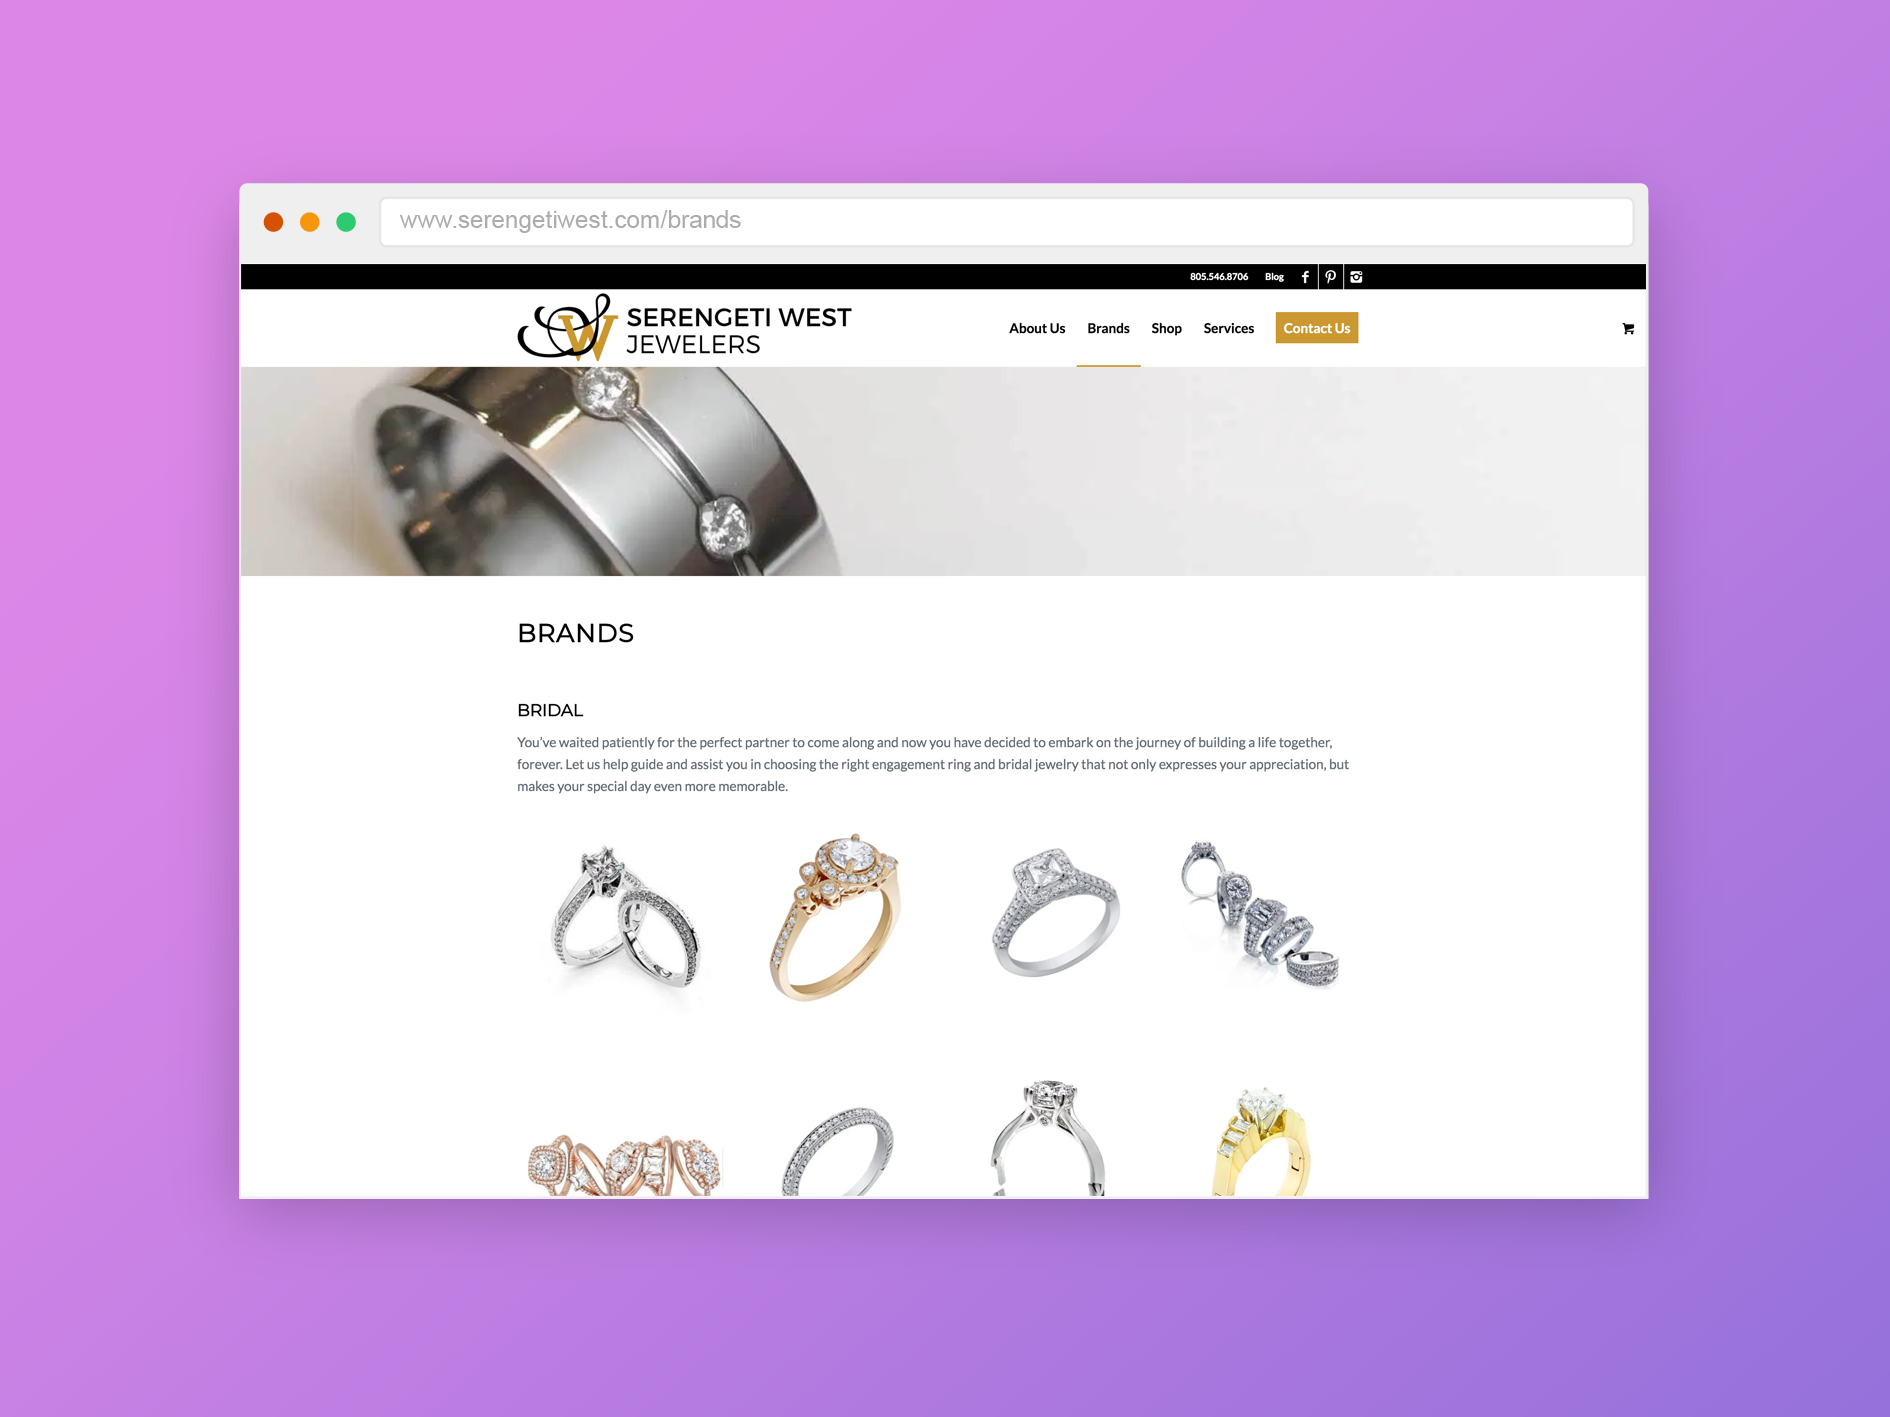 www.serengetiwest.com/brands
805.546.8706 Blog
SERENGETI WEST
JEWELERS
About Us Brands Shop Services Contact Us
BRANDS
BRIDAL
You've waited patiently for the perfect partner to come along and now you have decided to embark on the journey of building a life together,
forever. Let us help guide and assist you in choosing the right engagement ring and bridal jewelry that not only expresses your appreciation, but
makes your special day even more memorable.